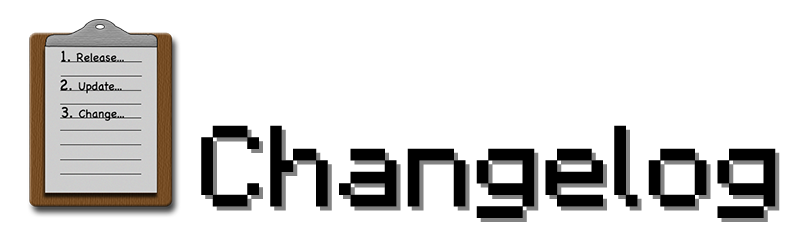 1. Release...
2. Update...
3. Change...
Changelog